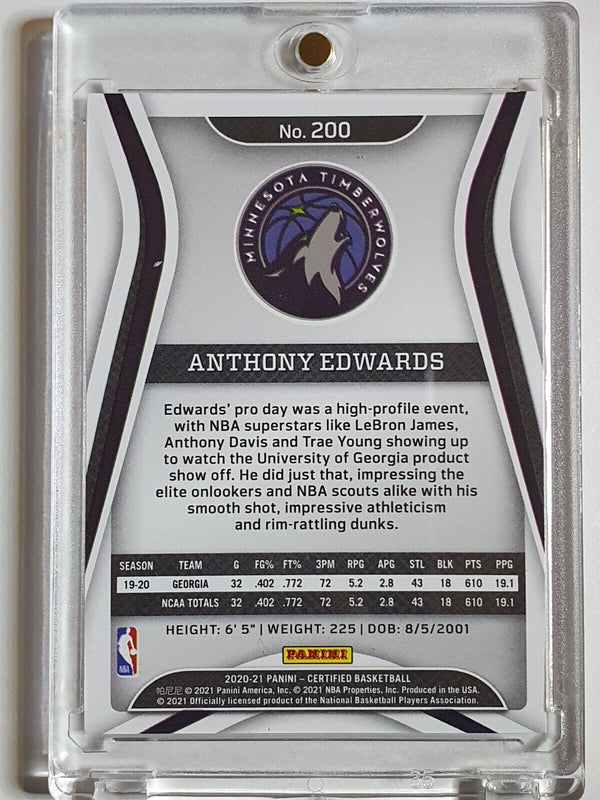 No. 200
MINNESOTA TIMBERWOLVES
ANTHONY EDWARDS
Edwards' pro day was a high-profile event,
with NBA superstars like LeBron James,
Anthony Davis and Trae Young showing up
to watch the University of Georgia product
show off. He did just that, impressing the
elite onlookers and NBA scouts alike with his
smooth shot, impressive athleticism
and rim-rattling dunks.
SEASON TEAM G FG% FT% 3PM RPG APG STL BLK PTS PPG
19-20 GEORGIA 32 .402 .772 72 5.2 2.8 43 18 610 19.1
NCAA TOTALS 32 .402 .772 72 5.2 2.8 43 18 610 19.1
HEIGHT: 6' 5" | WEIGHT: 225 | DOB: 8/5/2001
NBA
PANINI
2020-21 PANINI – CERTIFIED BASKETBALL
帕尼尼 © 2021 Panini America, Inc. © 2021 NBA Properties, Inc. Produced in the USA.
© 2021 Officially licensed product of the National Basketball Players Association.